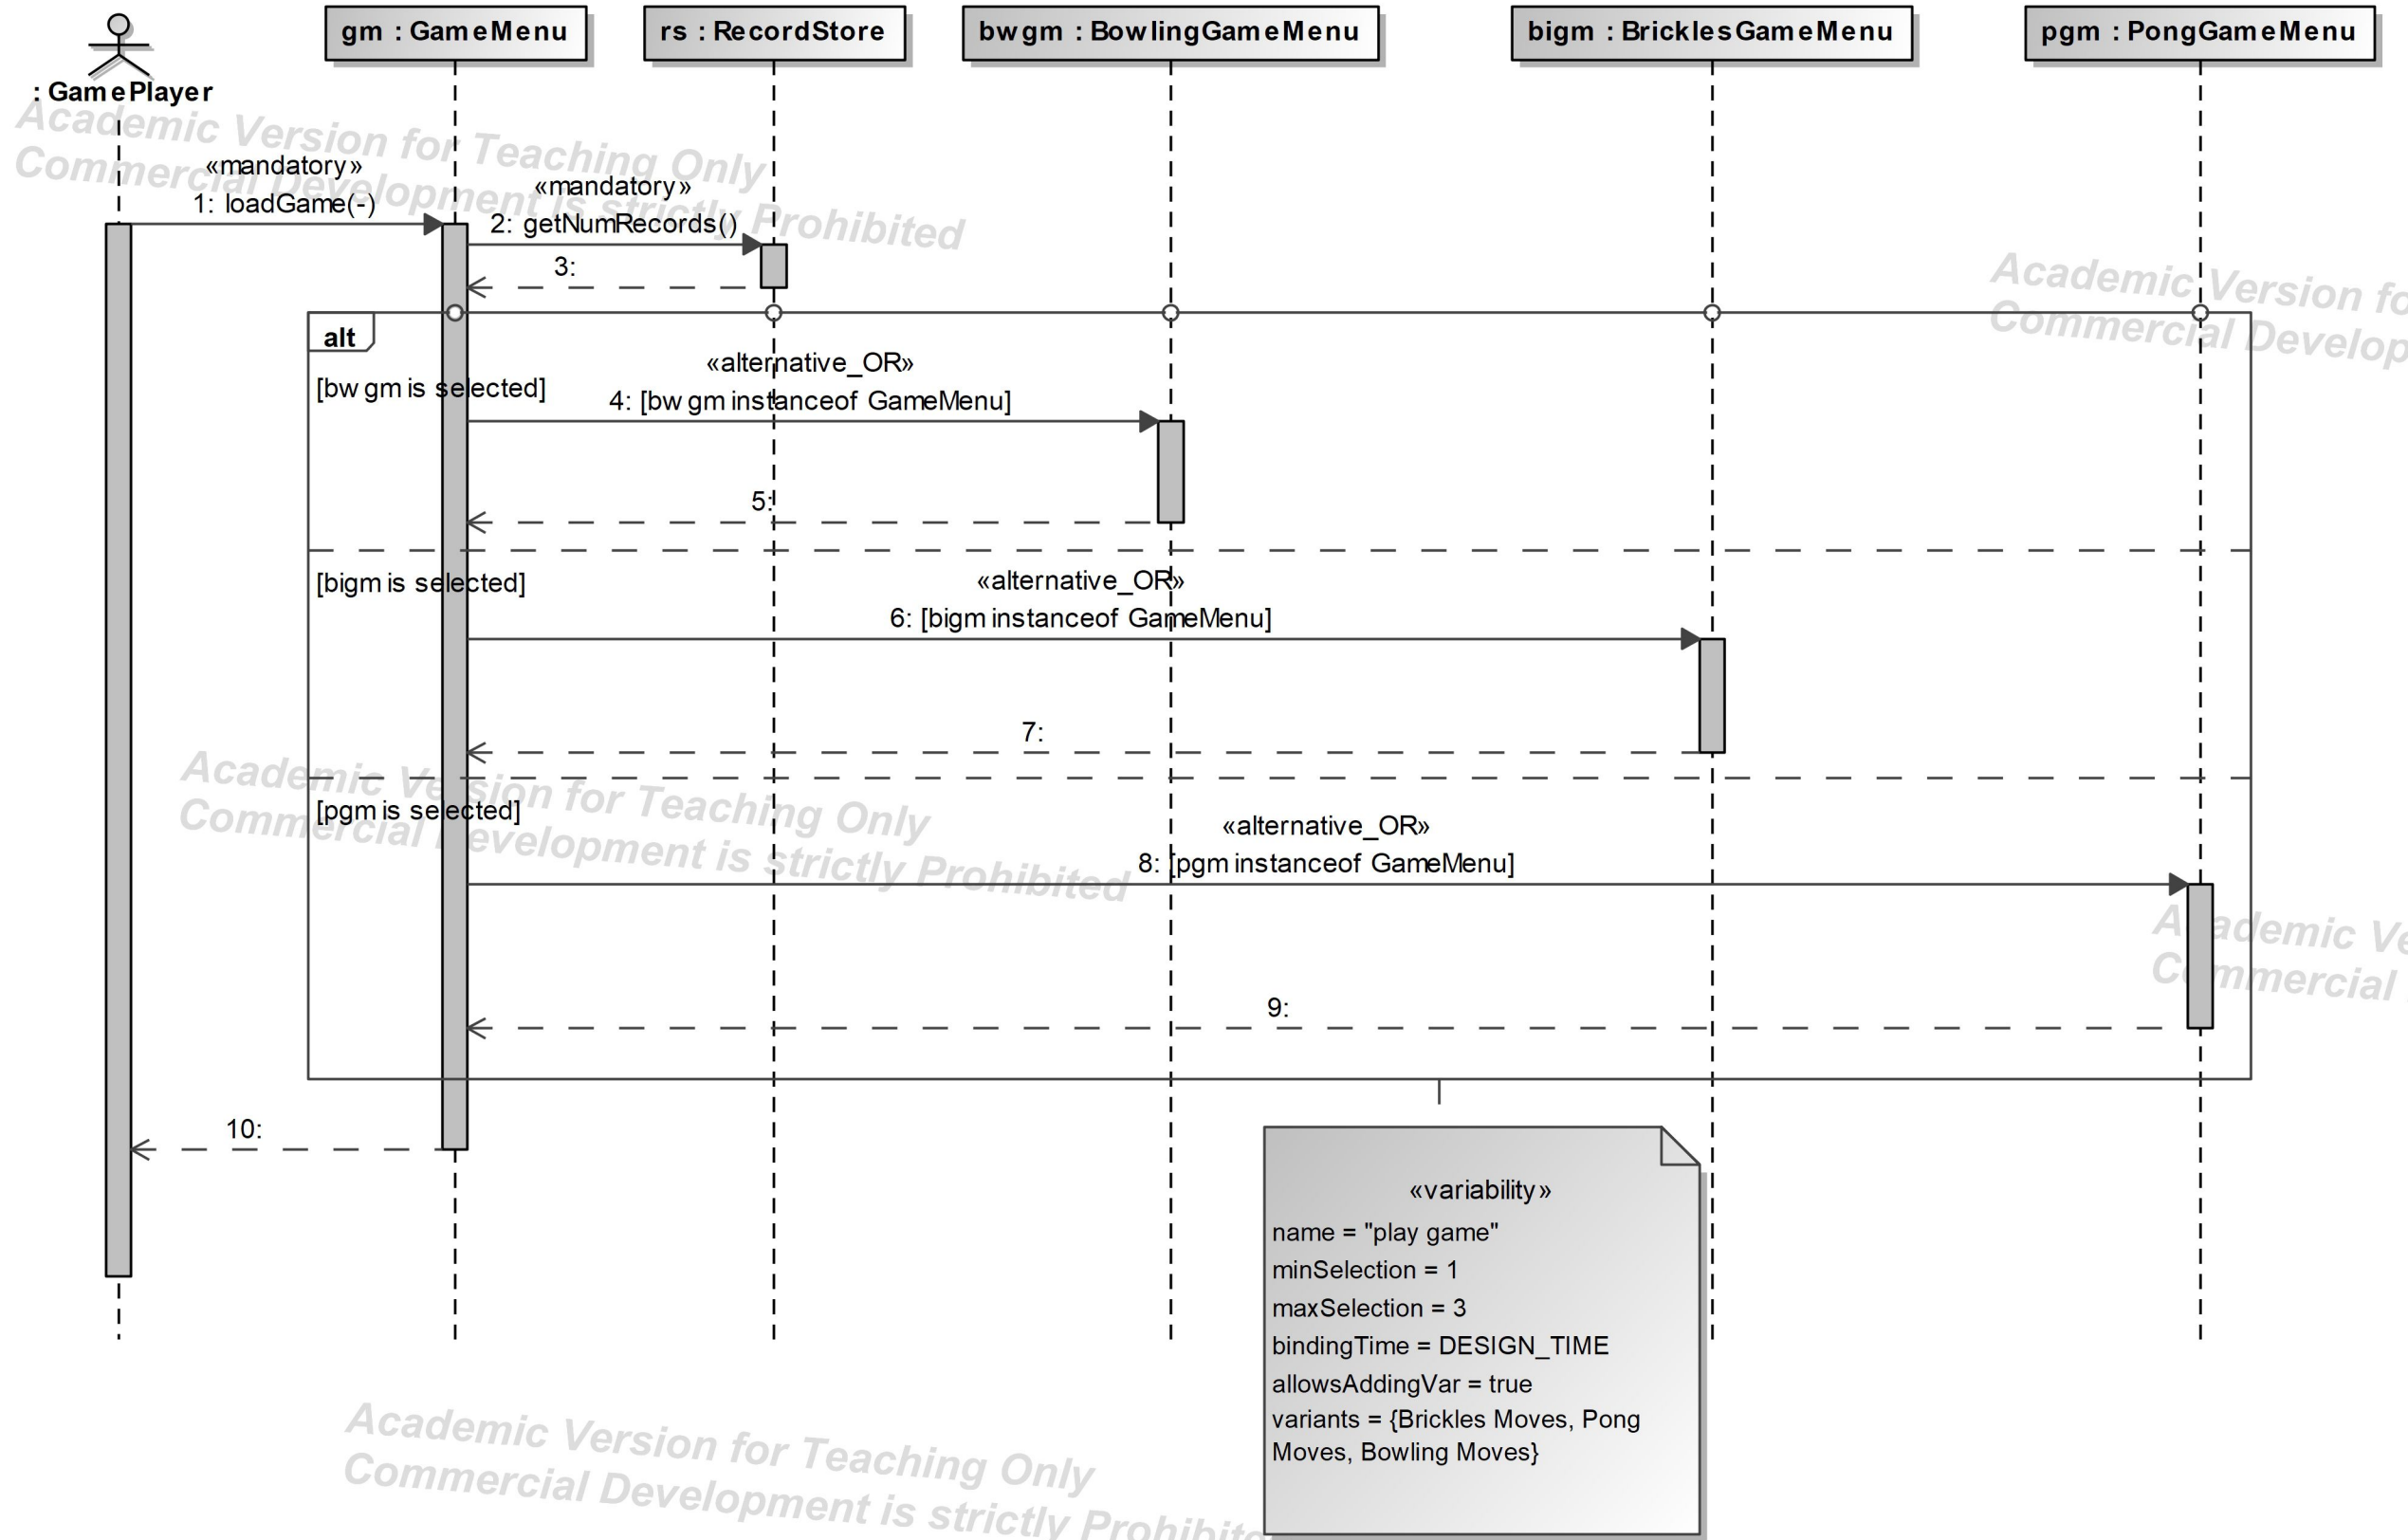 gm : GameMenu
rs : RecordStore
bwgm : BowlingGameMenu
bigm : BricklesGameMenu
pgm : PongGameMenu
: GamePlayer
Academic Version for Teaching Only
Commercial Development is strictly Prohibited
«mandatory»
1: loadGame(-)
«mandatory»
2: getNumRecords()
3:
Academic Version fo
Commercial Develop
alt
[bwgm is selected]
«alternative_OR»
4: [bwgm instanceof GameMenu]
5:
[bigm is selected]
«alternative_OR»
6: [bigm instanceof GameMenu]
7:
Academic Version for Teaching Only
Commercial Development is strictly Prohibited
[pgm is selected]
«alternative_OR»
8: [pgm instanceof GameMenu]
Academic Ve
Commercial
9:
10:
«variability»
name = "play game"
minSelection = 1
maxSelection = 3
bindingTime = DESIGN_TIME
allowsAddingVar = true
variants = {Brickles Moves, Pong
Moves, Bowling Moves}
Academic Version for Teaching Only
Commercial Development is strictly Prohibite